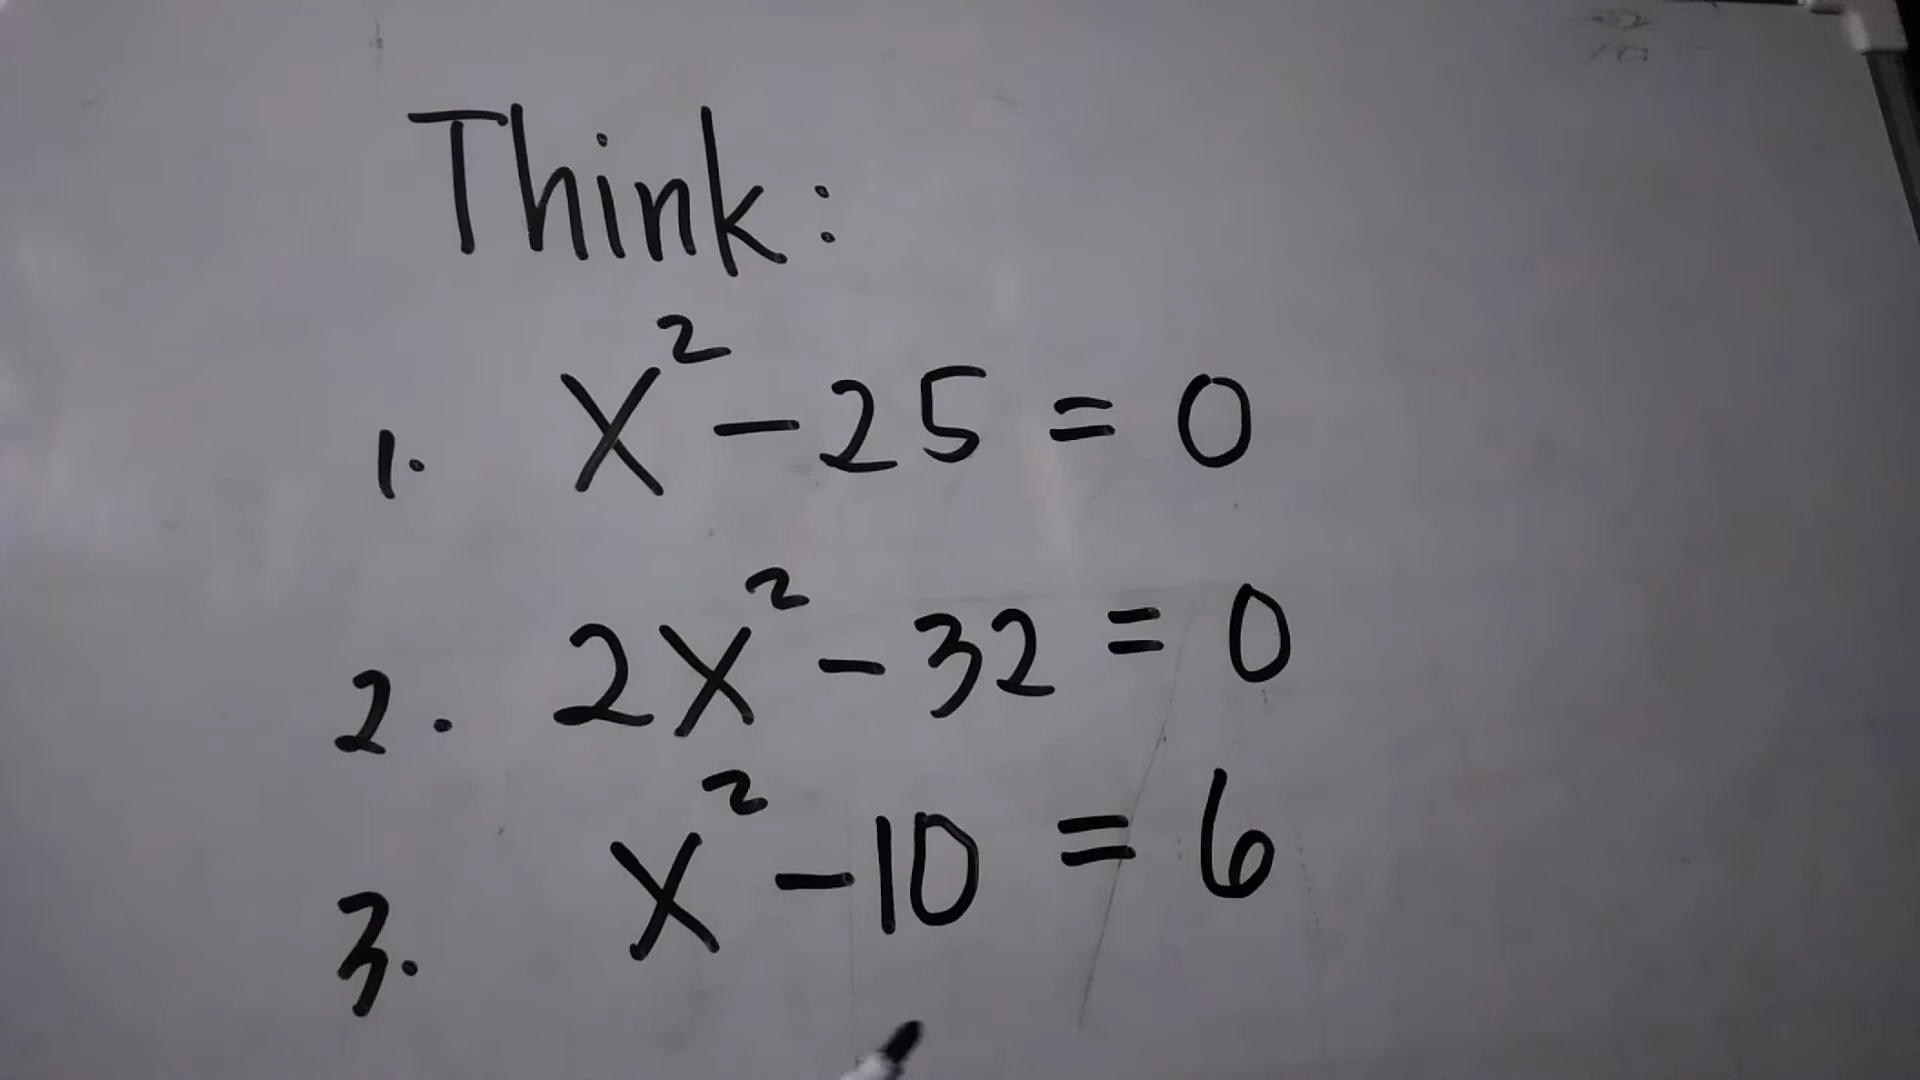 Think:
1. x² - 25 = 0
2. 2x² - 32 = 0
3. x² - 10 = 6